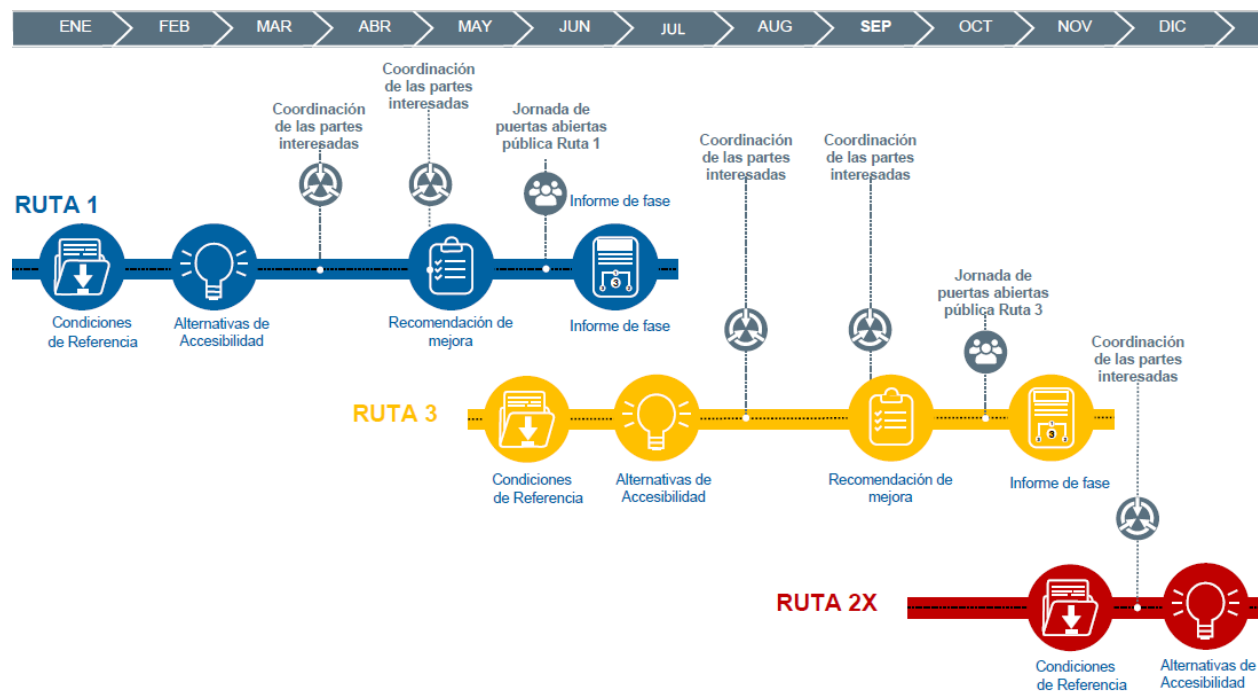 ENE FEB MAR ABR MAY JUN JUL AUG SEP OCT NOV DIC
Coordinación
de las partes
interesadas
Coordinación
de las partes
interesadas
Jornada de
puertas abiertas
pública Ruta 1
Coordinación
de las partes
interesadas
Coordinación
de las partes
interesadas
RUTA 1
Informe de fase
3
Condiciones
de Referencia
Alternativas de
Accesibilidad
Recomendación de
mejora
Informe de fase
Jornada de
puertas abiertas
pública Ruta 3
Coordinación
de las partes
interesadas
RUTA 3
3
Condiciones
de Referencia
Alternativas de
Accesibilidad
Recomendación de
mejora
Informe de fase
RUTA 2X
Condiciones
de Referencia
Alternativas de
Accesibilidad